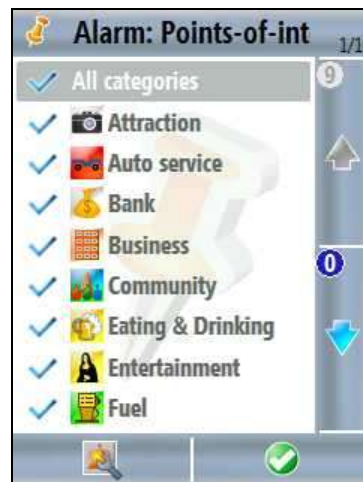 Alarm: Points-of-int
1/1
All categories
9
Attraction
Auto service
Bank
Business
0
Community
Eating & Drinking
Entertainment
Fuel